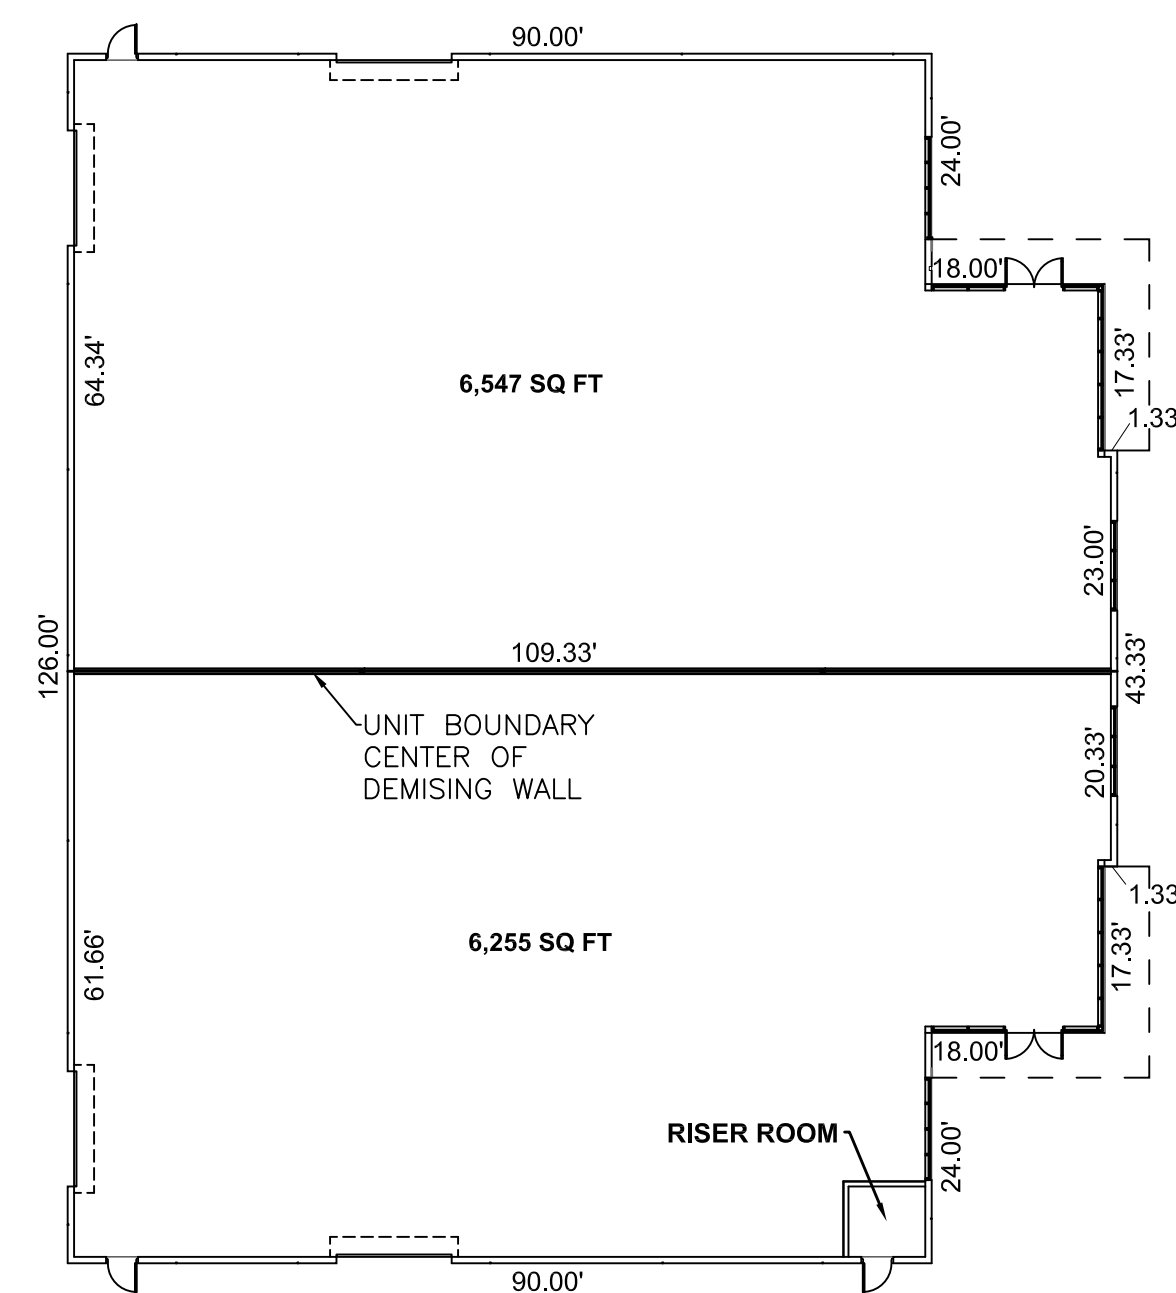 90.00'
24.00'
18.00'
17.33'
64.34'
6,547 SQ FT
1.33
23.00'
126.00'
109.33'
43.33'
UNIT BOUNDARY
CENTER OF
DEMISING WALL
20.33'
1.33
61.66'
6,255 SQ FT
17.33'
18.00'
RISER ROOM
24.00'
90.00'